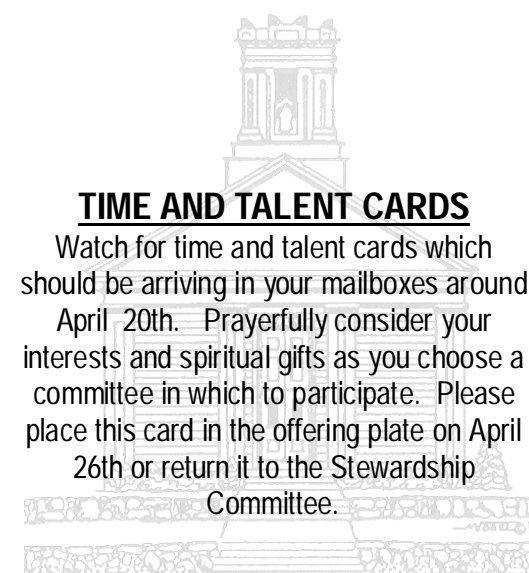 TIME AND TALENT CARDS
Watch for time and talent cards which
should be arriving in your mailboxes around
April 20th. Prayerfully consider your
interests and spiritual gifts as you choose a
committee in which to participate. Please
place this card in the offering plate on April
26th or return it to the Stewardship
Committee.